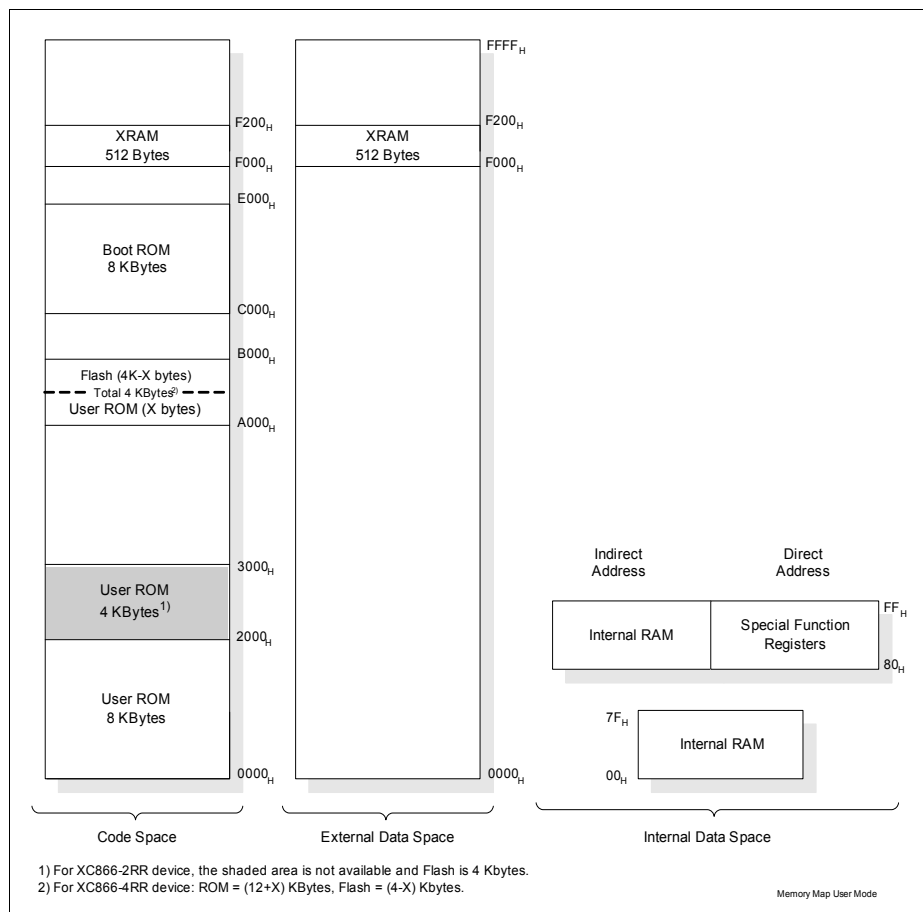 FFFFH
F200H
XRAM
512 Bytes
F000H
E000H
Boot ROM
8 KBytes
C000H
B000H
Flash (4K-X bytes)
Total 4 KBytes2)
User ROM (X bytes)
A000H
3000H
User ROM
4 KBytes1)
2000H
User ROM
8 KBytes
0000H
Code Space
F200H
XRAM
512 Bytes
F000H
0000H
External Data Space
Indirect
Address
Direct
Address
FFH
Internal RAM
Special Function
Registers
80H
7FH
Internal RAM
00H
Internal Data Space
1) For XC866-2RR device, the shaded area is not available and Flash is 4 Kbytes.
2) For XC866-4RR device: ROM = (12+X) KBytes, Flash = (4-X) Kbytes.
Memory Map User Mode